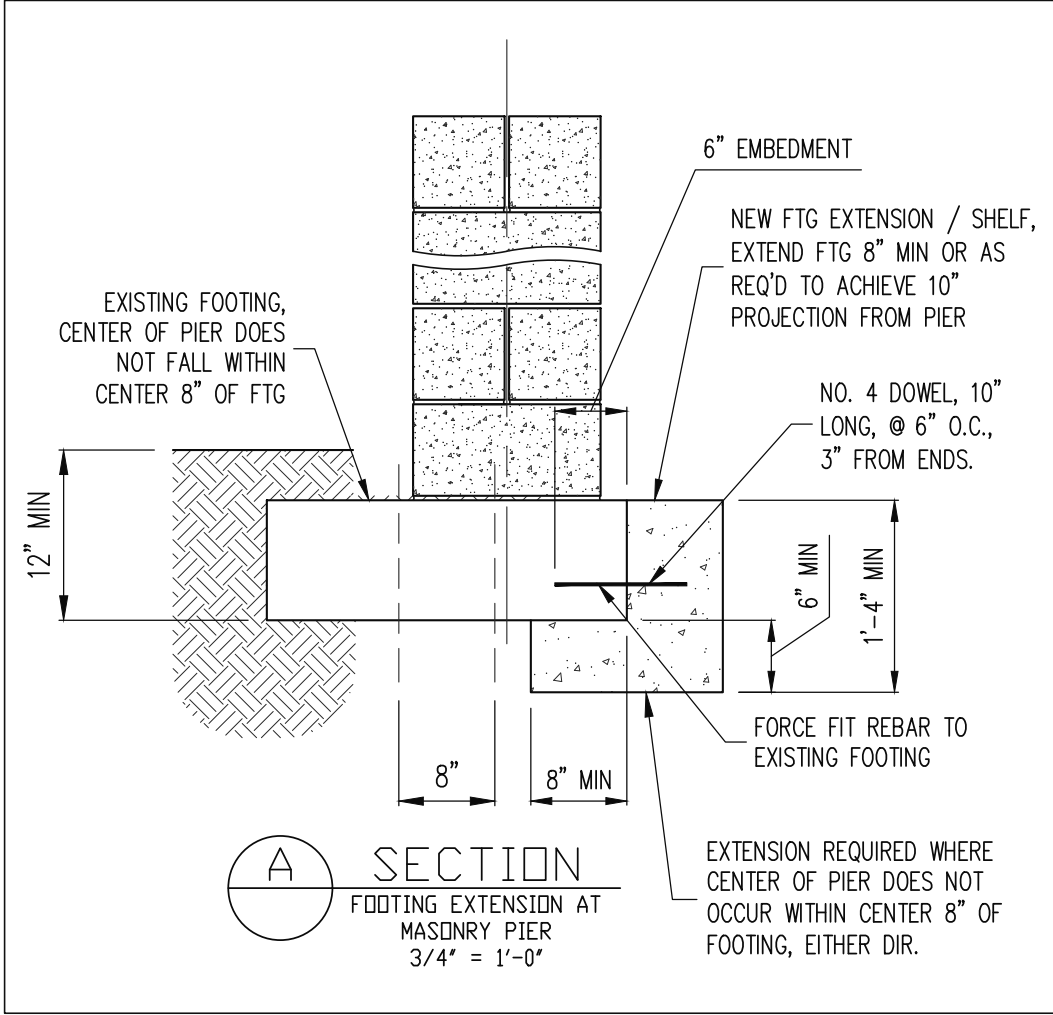 6” EMBEDMENT
NEW FTG EXTENSION / SHELF,
EXTEND FTG 8” MIN OR AS
REQ’D TO ACHIEVE 10”
PROJECTION FROM PIER
EXISTING FOOTING,
CENTER OF PIER DOES
NOT FALL WITHIN
CENTER 8” OF FTG
NO. 4 DOWEL, 10”
LONG, @ 6” O.C.,
3” FROM ENDS.
12” MIN
6” MIN
1’-4” MIN
FORCE FIT REBAR TO
EXISTING FOOTING
8”
8” MIN
EXTENSION REQUIRED WHERE
CENTER OF PIER DOES NOT
OCCUR WITHIN CENTER 8” OF
FOOTING, EITHER DIR.
A
SECTION
FOOTING EXTENSION AT
MASONRY PIER
3/4" = 1'-0"